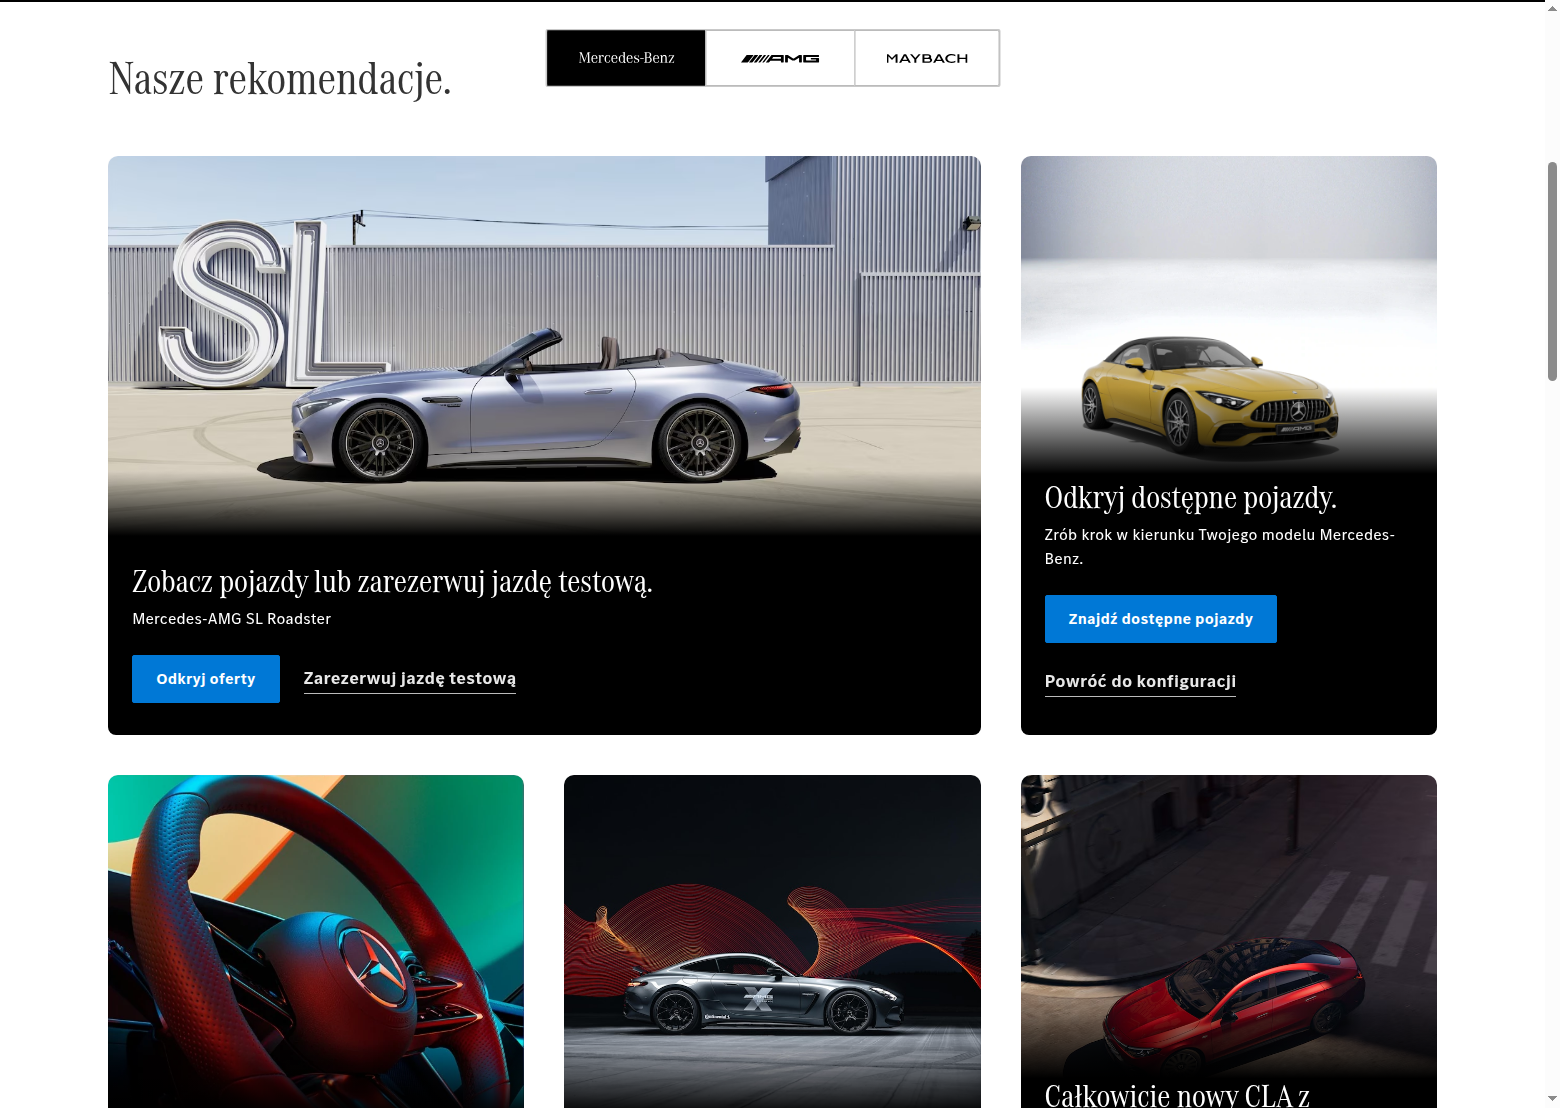 Nasze rekomendacje.
Mercedes-Benz
AMG
MAYBACH
SL
Zobacz pojazdy lub zarezerwuj jazdę testową.
Mercedes-AMG SL Roadster
Odkryj oferty
Zarezerwuj jazdę testową
AMG
Odkryj dostępne pojazdy.
Zrób krok w kierunku Twojego modelu Mercedes-
Benz.
Znajdź dostępne pojazdy
Powróć do konfiguracji
AMG
X
Całkowicie nowy CLA z